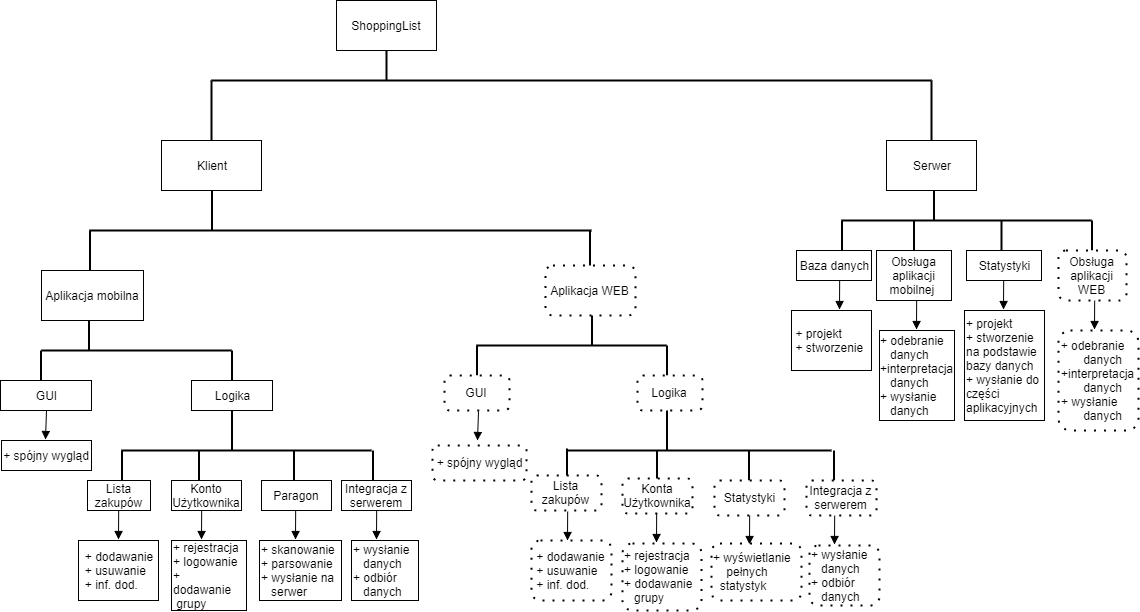 ShoppingList
Klient
Serwer
Aplikacja mobilna
Aplikacja WEB
Baza danych
Obsługa
aplikacji
mobilnej
Statystyki
Obsługa
aplikacji
WEB
+ projekt
+ stworzenie
+ odebranie
danych
+interpretacja
danych
+ wysłanie
danych
+ projekt
+ stworzenie
na podstawie
bazy danych
+ wysłanie do
części
aplikacyjnych
+ odebranie
danych
+interpretacja
danych
+ wysłanie
danych
GUI
Logika
GUI
Logika
+ spójny wygląd
+ spójny wygląd
Lista
zakupów
Konto
Użytkownika
Paragon
Integracja z
serwerem
Lista
zakupów
Konta
Użytkownika
Statystyki
Integracja z
serwerem
+ dodawanie
+ usuwanie
+ inf. dod.
+ rejestracja
+ logowanie
+
dodawanie
grupy
+ skanowanie
+ parsowanie
+ wysłanie na
serwer
+ wysłanie
danych
+ odbiór
danych
+ dodawanie
+ usuwanie
+ inf. dod.
+ rejestracja
+ logowanie
+ dodawanie
grupy
+ wyświetlanie
pełnych
statystyk
+ wysłanie
danych
+ odbiór
danych